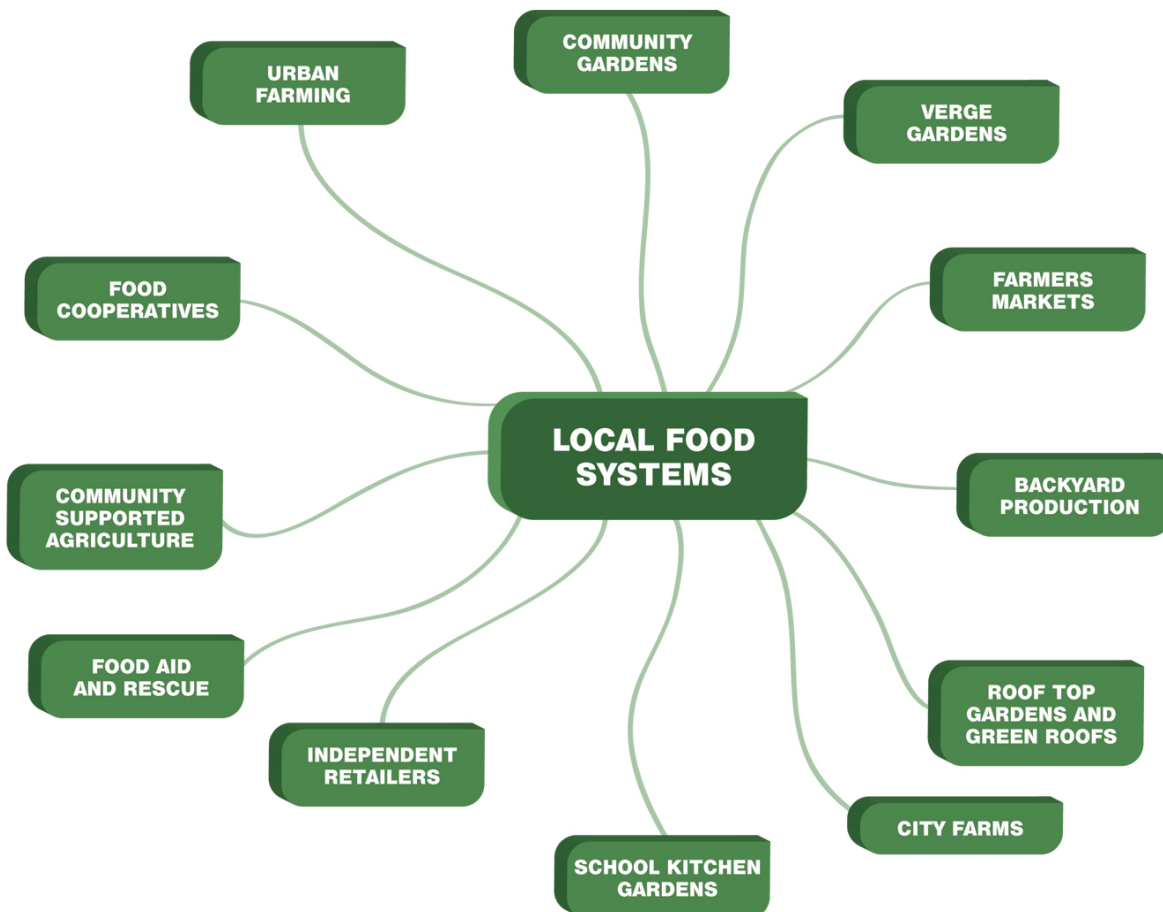 URBAN
FARMING
COMMUNITY
GARDENS
VERGE
GARDENS
FOOD
COOPERATIVES
FARMERS
MARKETS
LOCAL FOOD
SYSTEMS
COMMUNITY
SUPPORTED
AGRICULTURE
BACKYARD
PRODUCTION
FOOD AID
AND RESCUE
INDEPENDENT
RETAILERS
ROOF TOP
GARDENS AND
GREEN ROOFS
SCHOOL KITCHEN
GARDENS
CITY FARMS